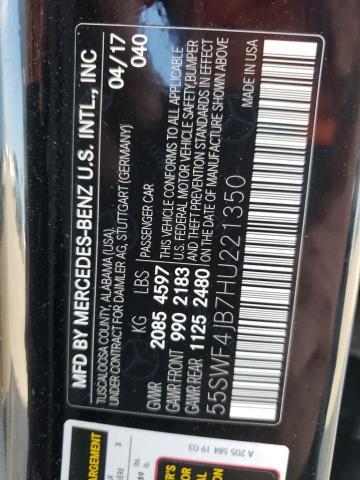 MFD BY MERCEDES-BENZ U.S. INTL., INC
TUSCALOOSA COUNTY, ALABAMA (USA).
UNDER CONTRACT FOR DAIMLER AG, STUTTGART (GERMANY)
04/17
040
KG LBS PASSENGER CAR
GVWR 2085 4597
GAWR FRONT 990 2183
GAWR REAR 1125 2480
THIS VEHICLE CONFORMS TO ALL APPLICABLE
U.S. FEDERAL MOTOR VEHICLE SAFETY,BUMPER
AND THEFT PREVENTION STANDARDS IN EFFECT
ON THE DATE OF MANUFACTURE SHOWN ABOVE
MADE IN USA
55SWF4JB7HU221350
A 205 584 19 03